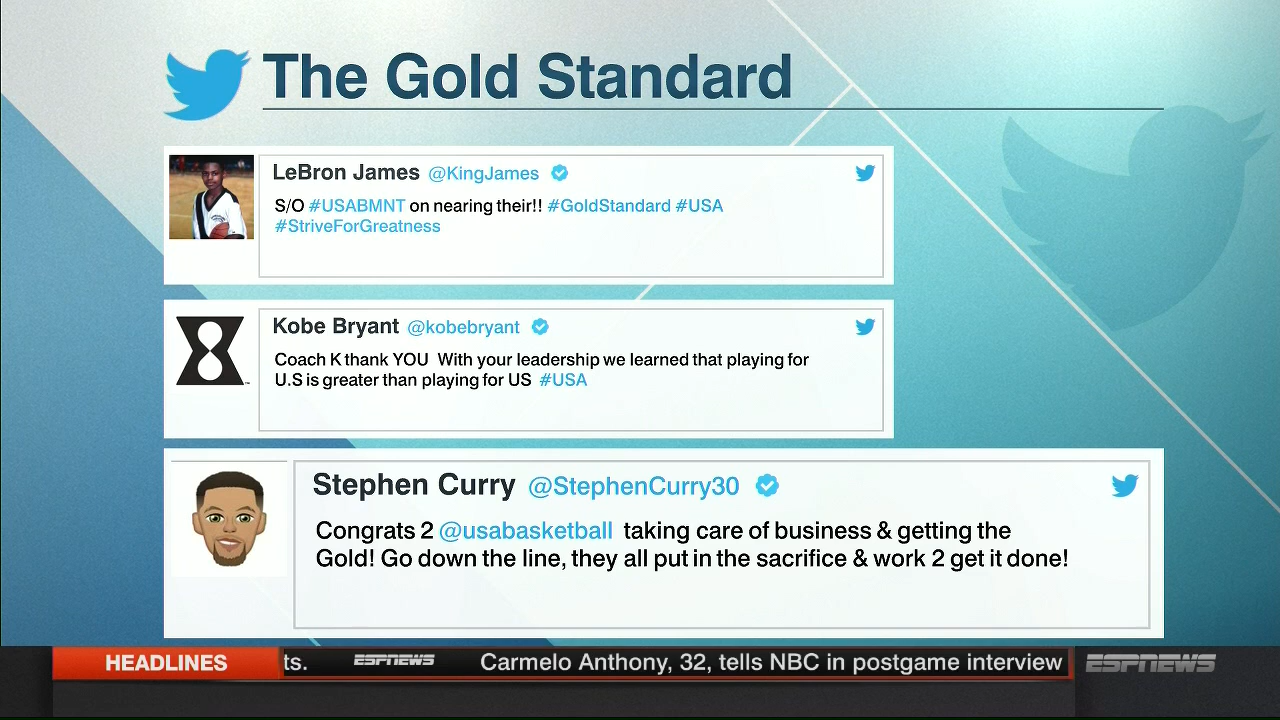 The Gold Standard
LeBron James @KingJames
S/O #USABMNT on nearing their!! #GoldStandard #USA
#StriveForGreatness
Kobe Bryant @kobebryant
Coach K thank YOU With your leadership we learned that playing for
U.S is greater than playing for US #USA
Stephen Curry @StephenCurry30
Congrats 2 @usabasketball taking care of business & getting the
Gold! Go down the line, they all put in the sacrifice & work 2 get it done!
HEADLINES ts. ESPNEWS Carmelo Anthony, 32, tells NBC in postgame interview ESPNEWS